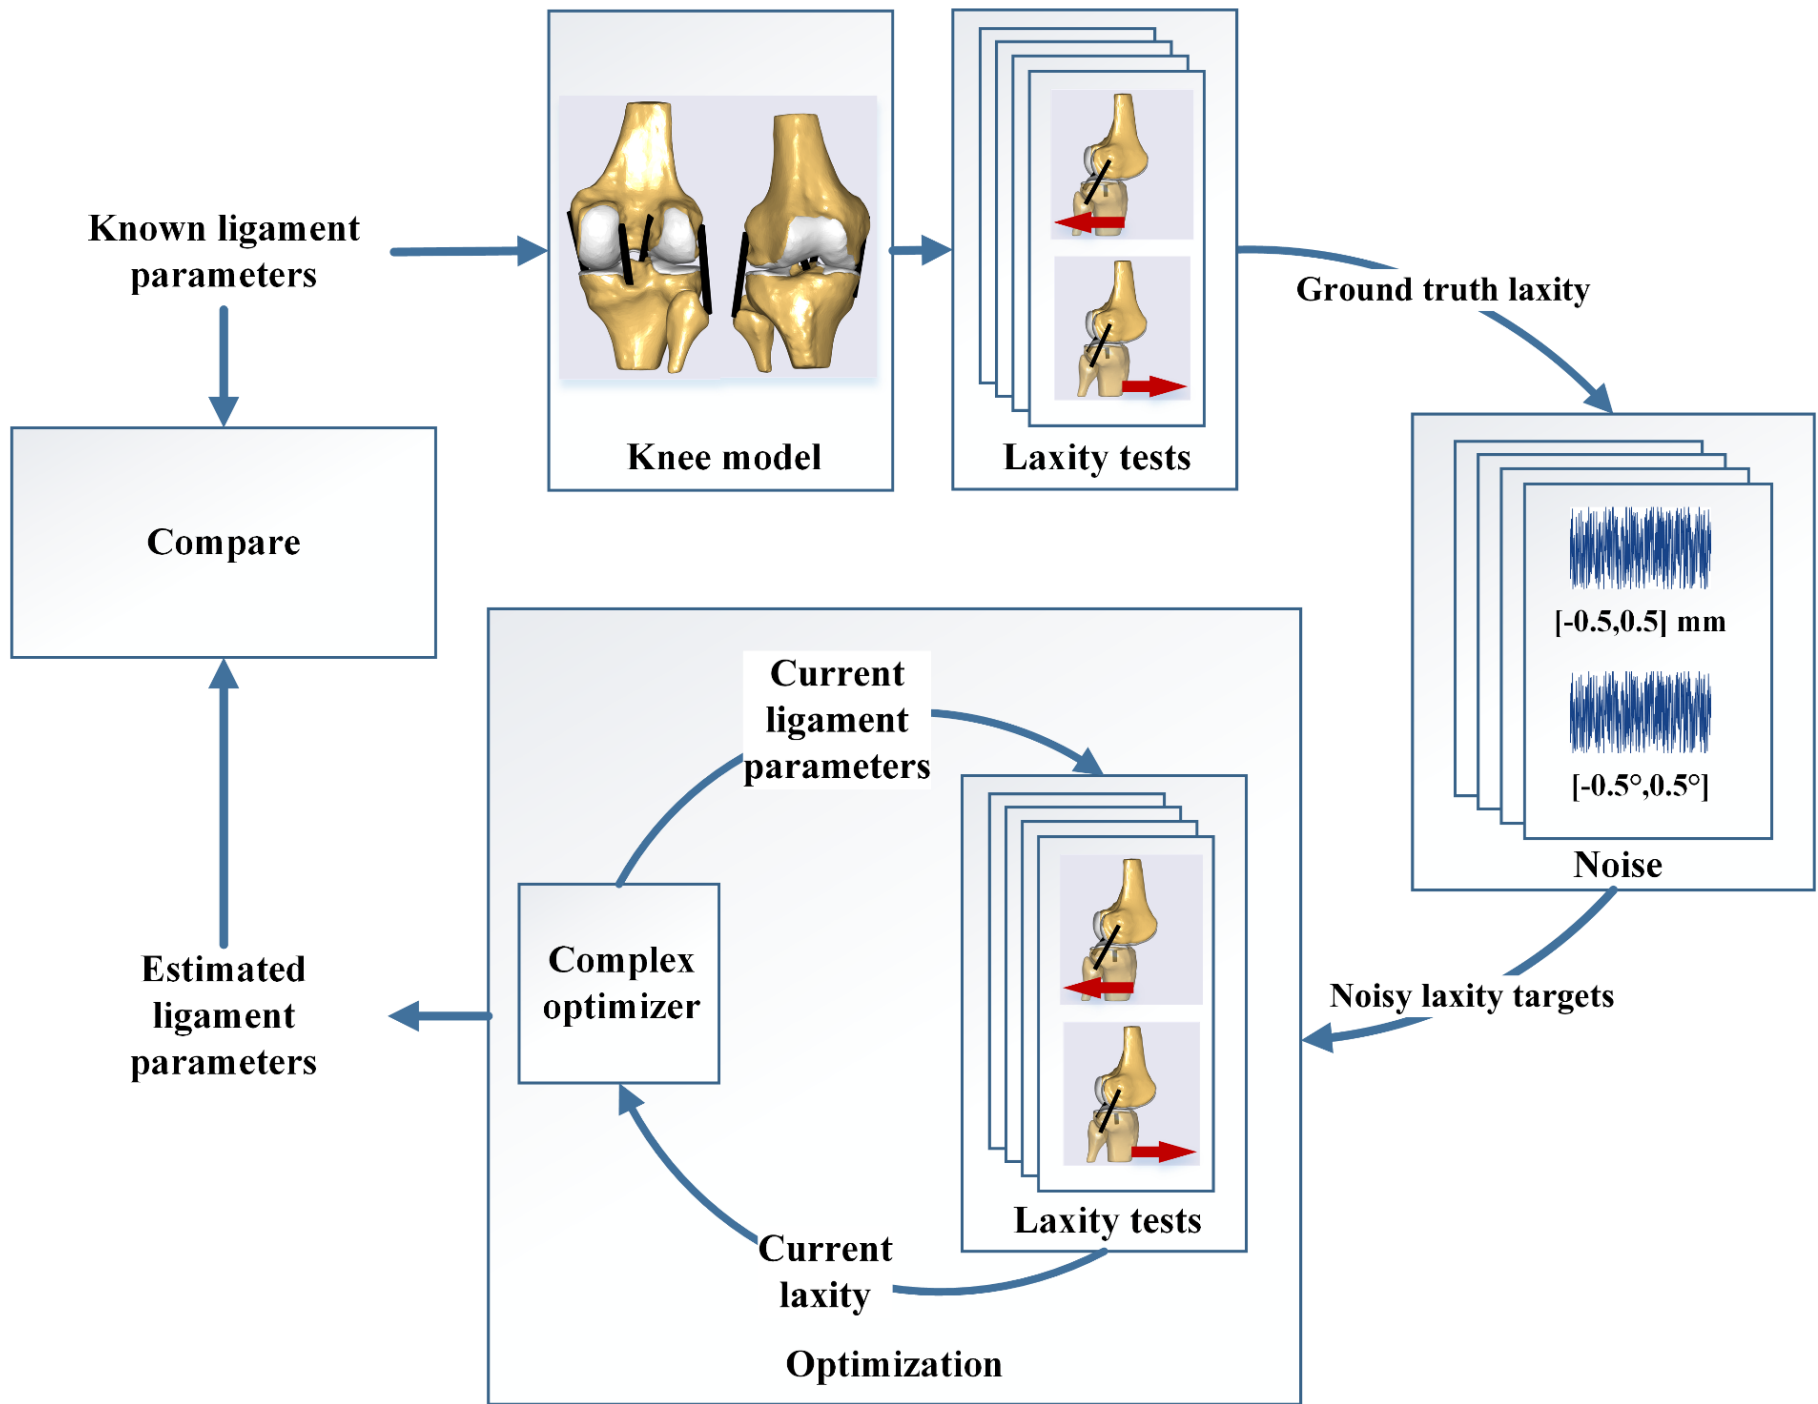 Known ligament
parameters
Knee model
Laxity tests
Ground truth laxity
Compare
[-0.5,0.5] mm
[-0.5°,0.5°]
Noise
Noisy laxity targets
Current
ligament
parameters
Complex
optimizer
Laxity tests
Current
laxity
Optimization
Estimated
ligament
parameters